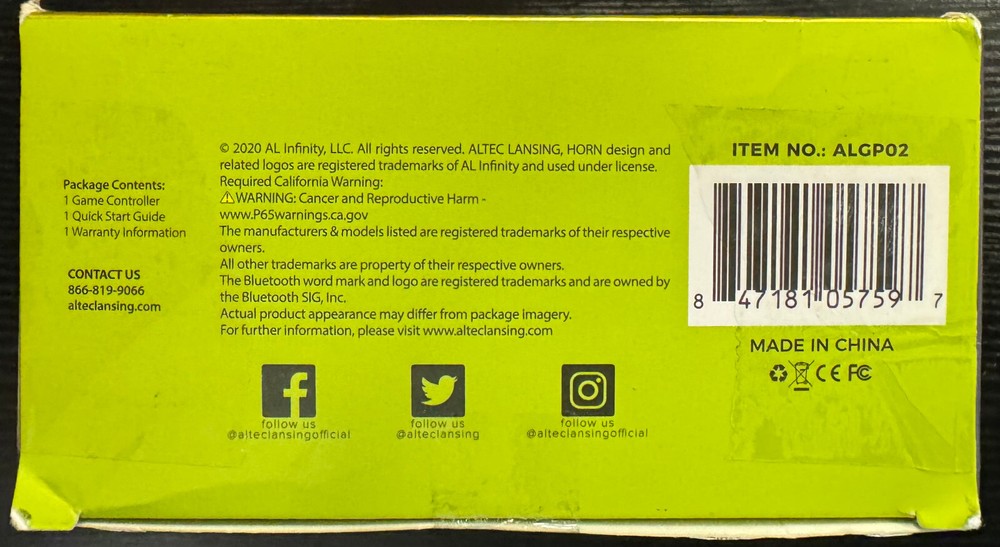 Package Contents:
1 Game Controller
1 Quick Start Guide
1 Warranty Information
CONTACT US
866-819-9066
alteclansing.com
© 2020 AL Infinity, LLC. All rights reserved. ALTEC LANSING, HORN design and
related logos are registered trademarks of AL Infinity and used under license.
Required California Warning:
⚠WARNING: Cancer and Reproductive Harm -
www.P65warnings.ca.gov
The manufacturers & models listed are registered trademarks of their respective
owners.
All other trademarks are property of their respective owners.
The Bluetooth word mark and logo are registered trademarks and are owned by
the Bluetooth SIG, Inc.
Actual product appearance may differ from package imagery.
For further information, please visit www.alteclansing.com
follow us
@alteclansingofficial
follow us
@alteclansing
follow us
@alteclansingofficial
ITEM NO.: ALGP02
8 47181 05759 7
MADE IN CHINA
CE FC